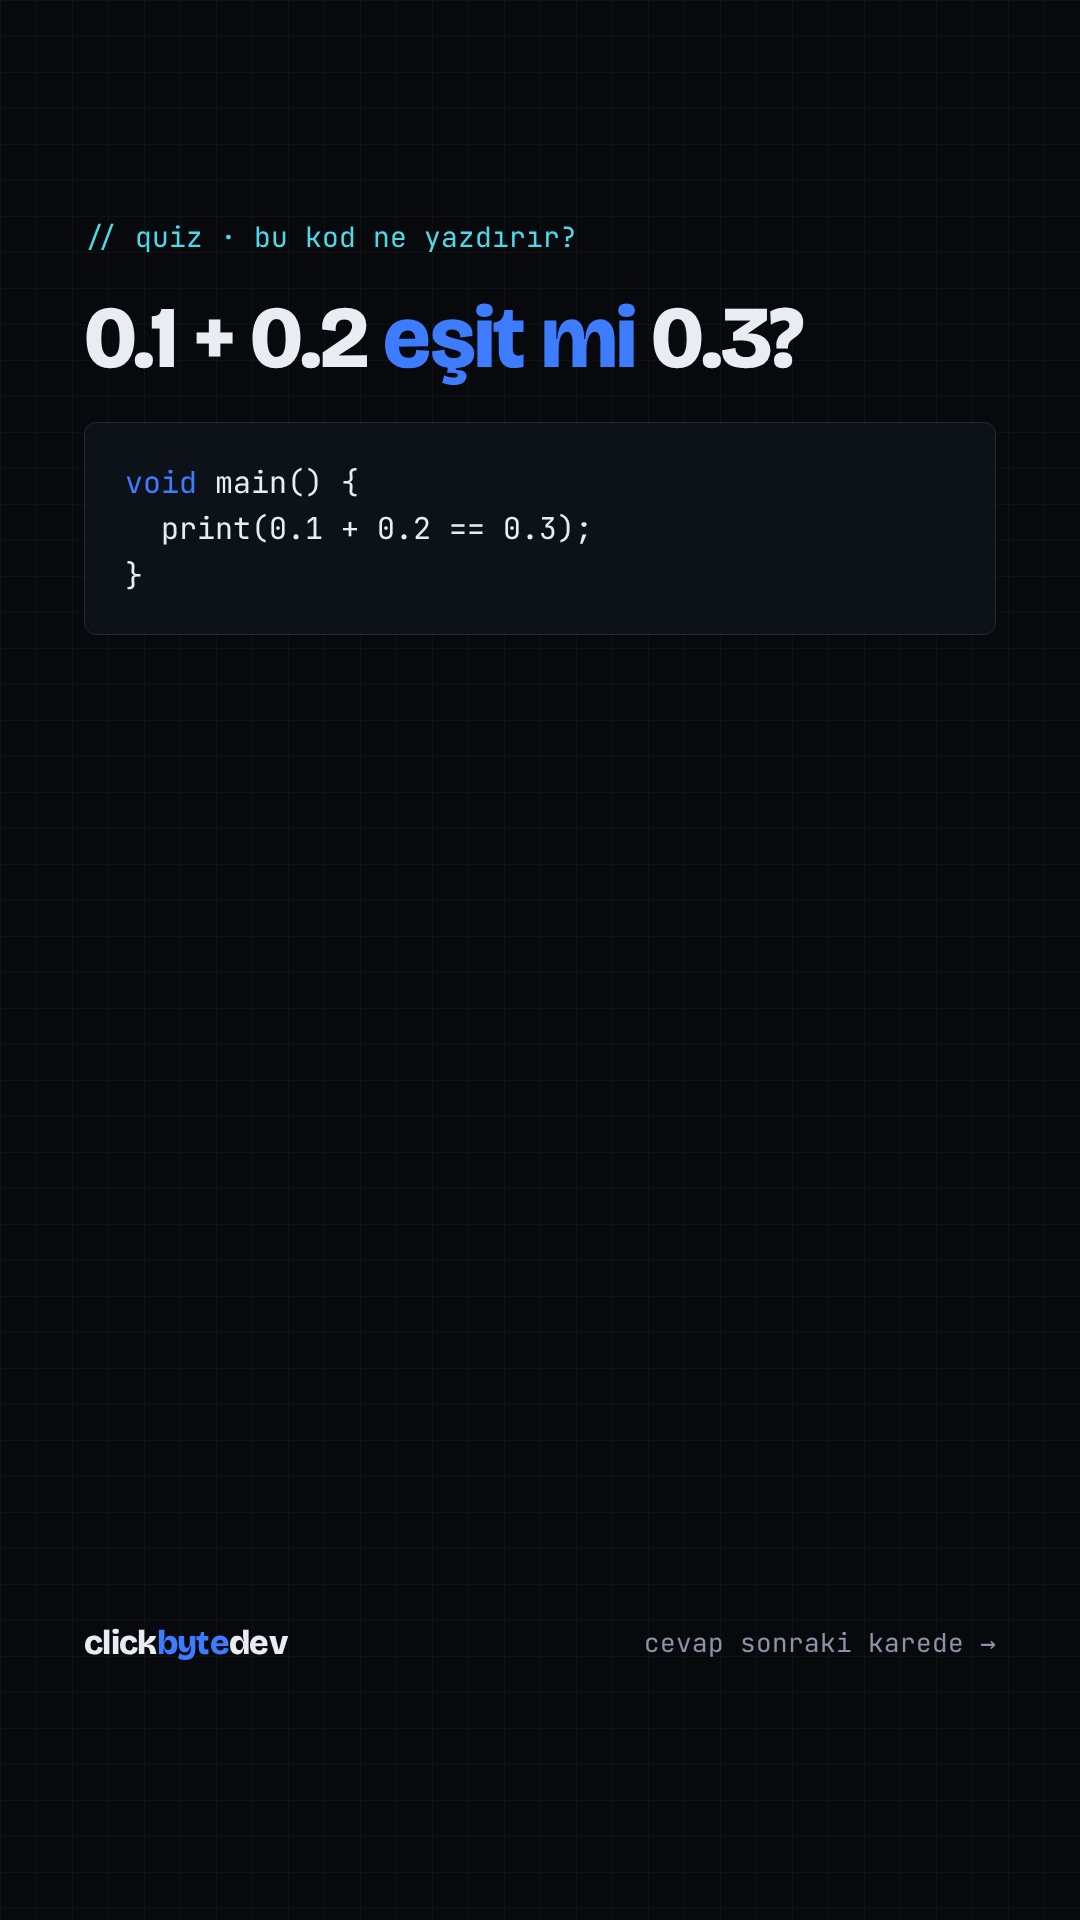 // quiz · bu kod ne yazdırır?
0.1 + 0.2 eşit mi 0.3?
void main() {
  print(0.1 + 0.2 == 0.3);
}
clickbytedev
cevap sonraki karede →